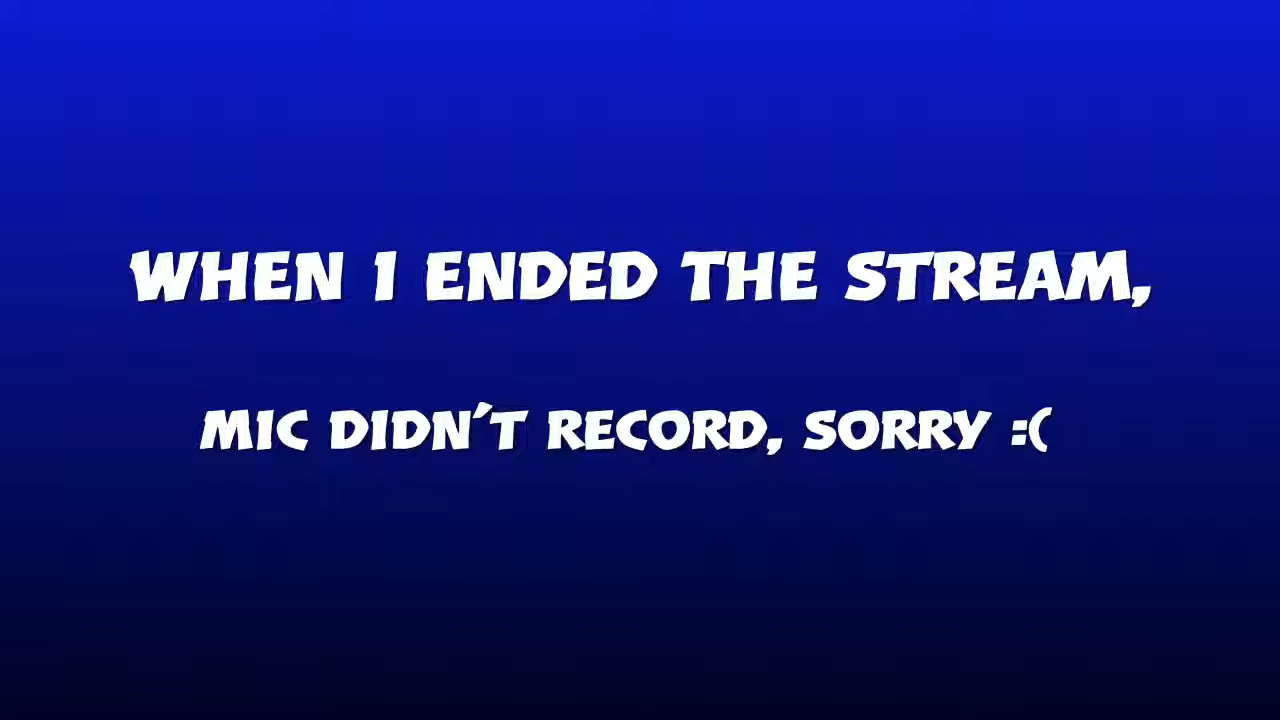 WHEN I ENDED THE STREAM,
MIC DIDN'T RECORD, SORRY :(